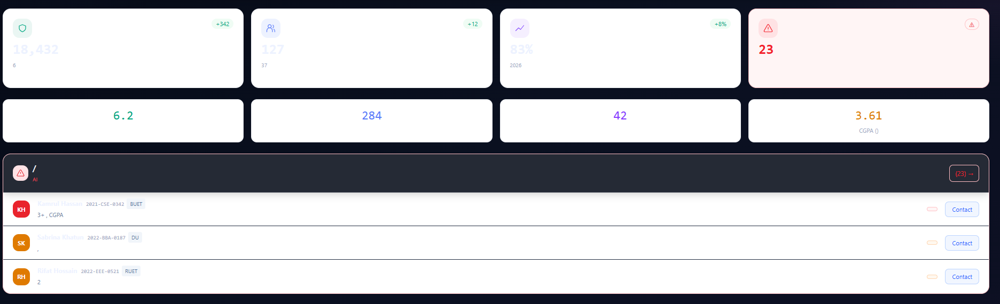 +342
18,432
6
+12
127
37
+8%
83%
2026
23
6.2
284
42
3.61
CGPA ()
/
AI
(23) →
KH
Kamrul Hassan 2021-CSE-0342 BUET
3+ , CGPA
Contact
SK
Sabrina Khatun 2022-BBA-0187 DU
,
Contact
RH
Rifat Hossain 2022-EEE-0521 RUET
2
Contact